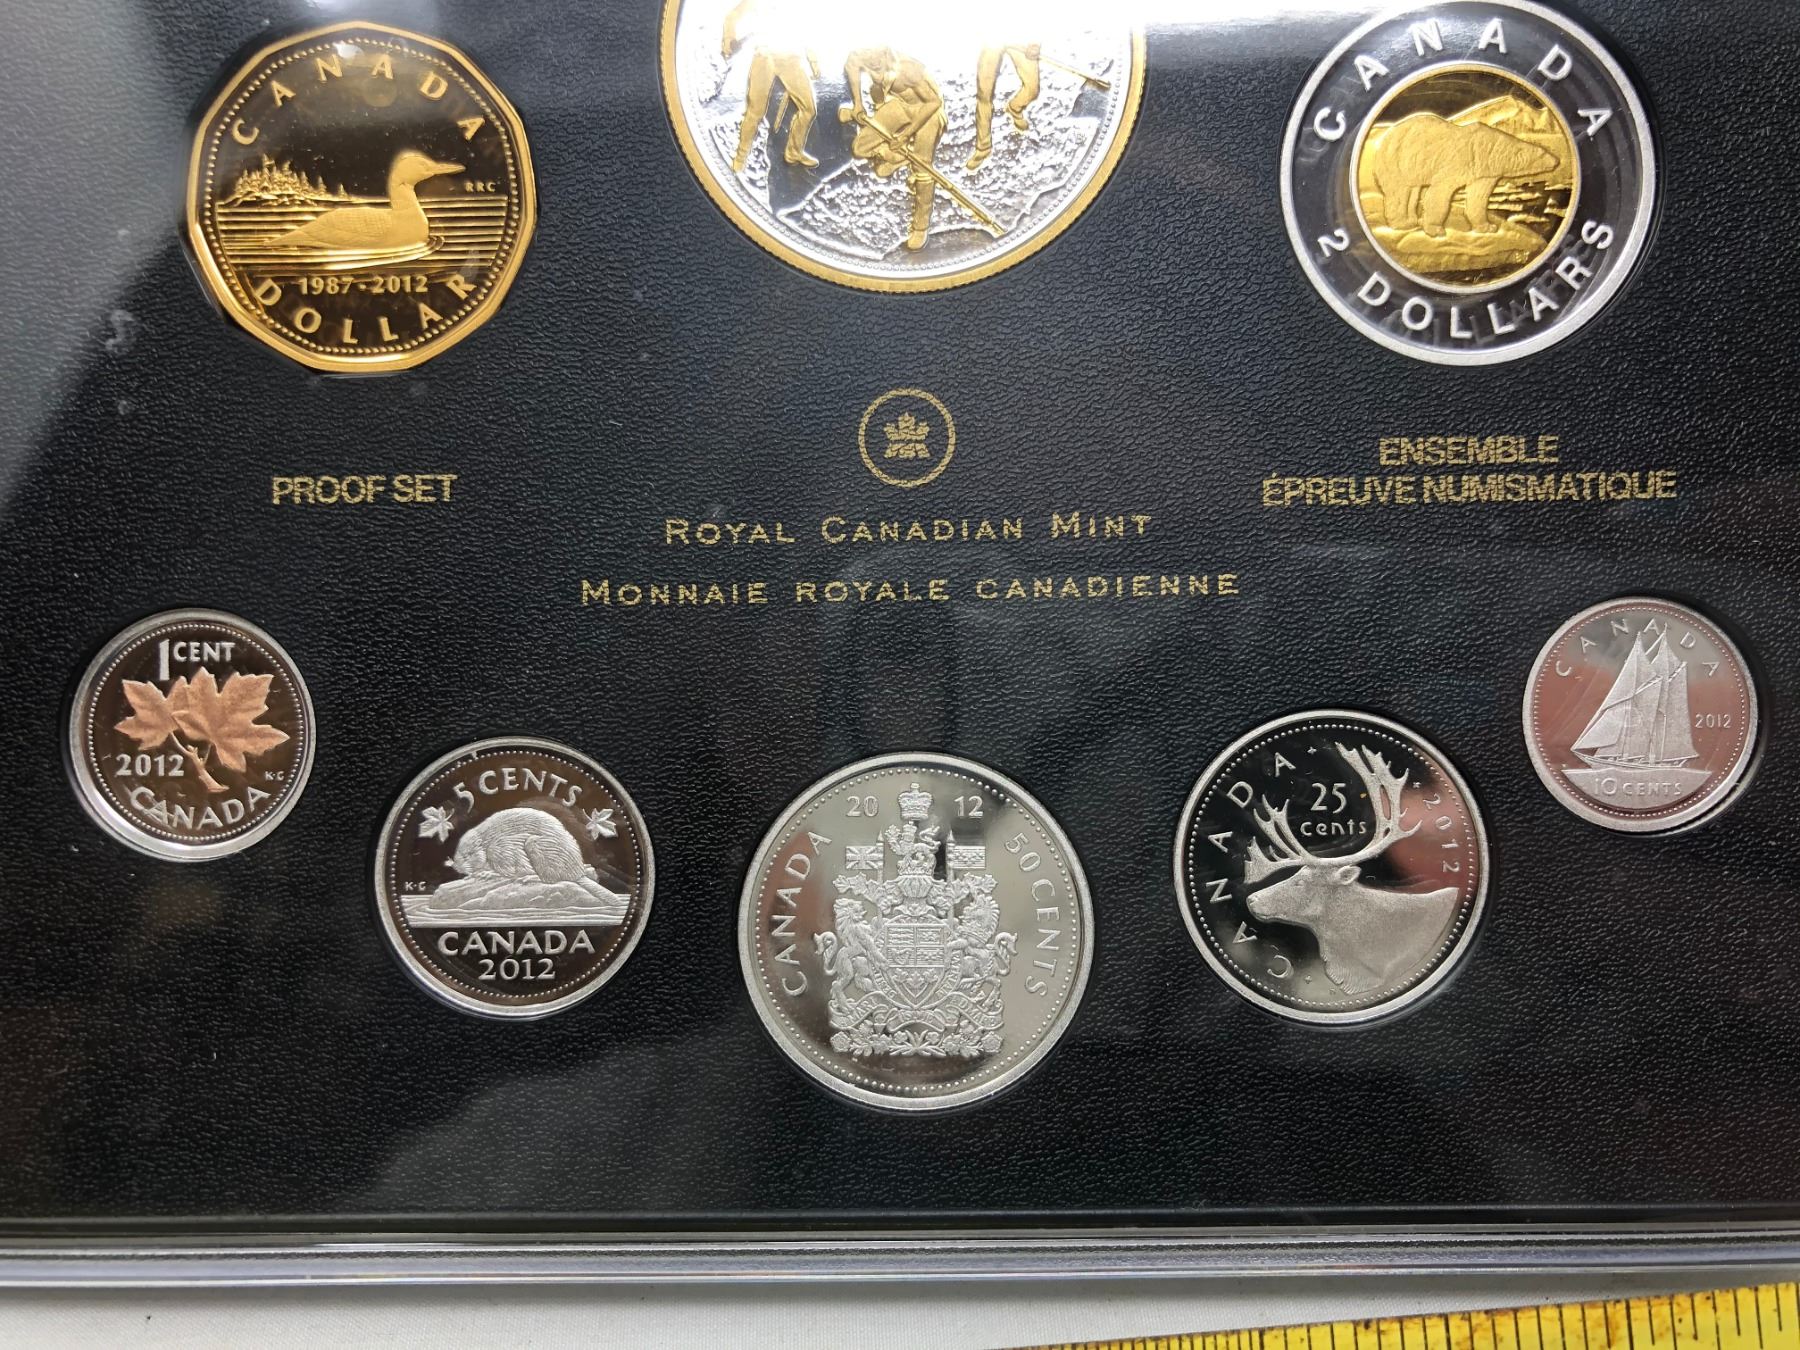 CANADA
RRC
1987-2012
DOLLAR
CANADA
2 DOLLARS
PROOF SET
ENSEMBLE
ÉPREUVE NUMISMATIQUE
ROYAL CANADIAN MINT
MONNAIE ROYALE CANADIENNE
1 CENT
2012
K·G
CANADA
5 CENTS
K·G
CANADA
2012
20 12
CANADA
50 CENTS
CANADA
25
cents
2012
CANADA
2012
10 CENTS